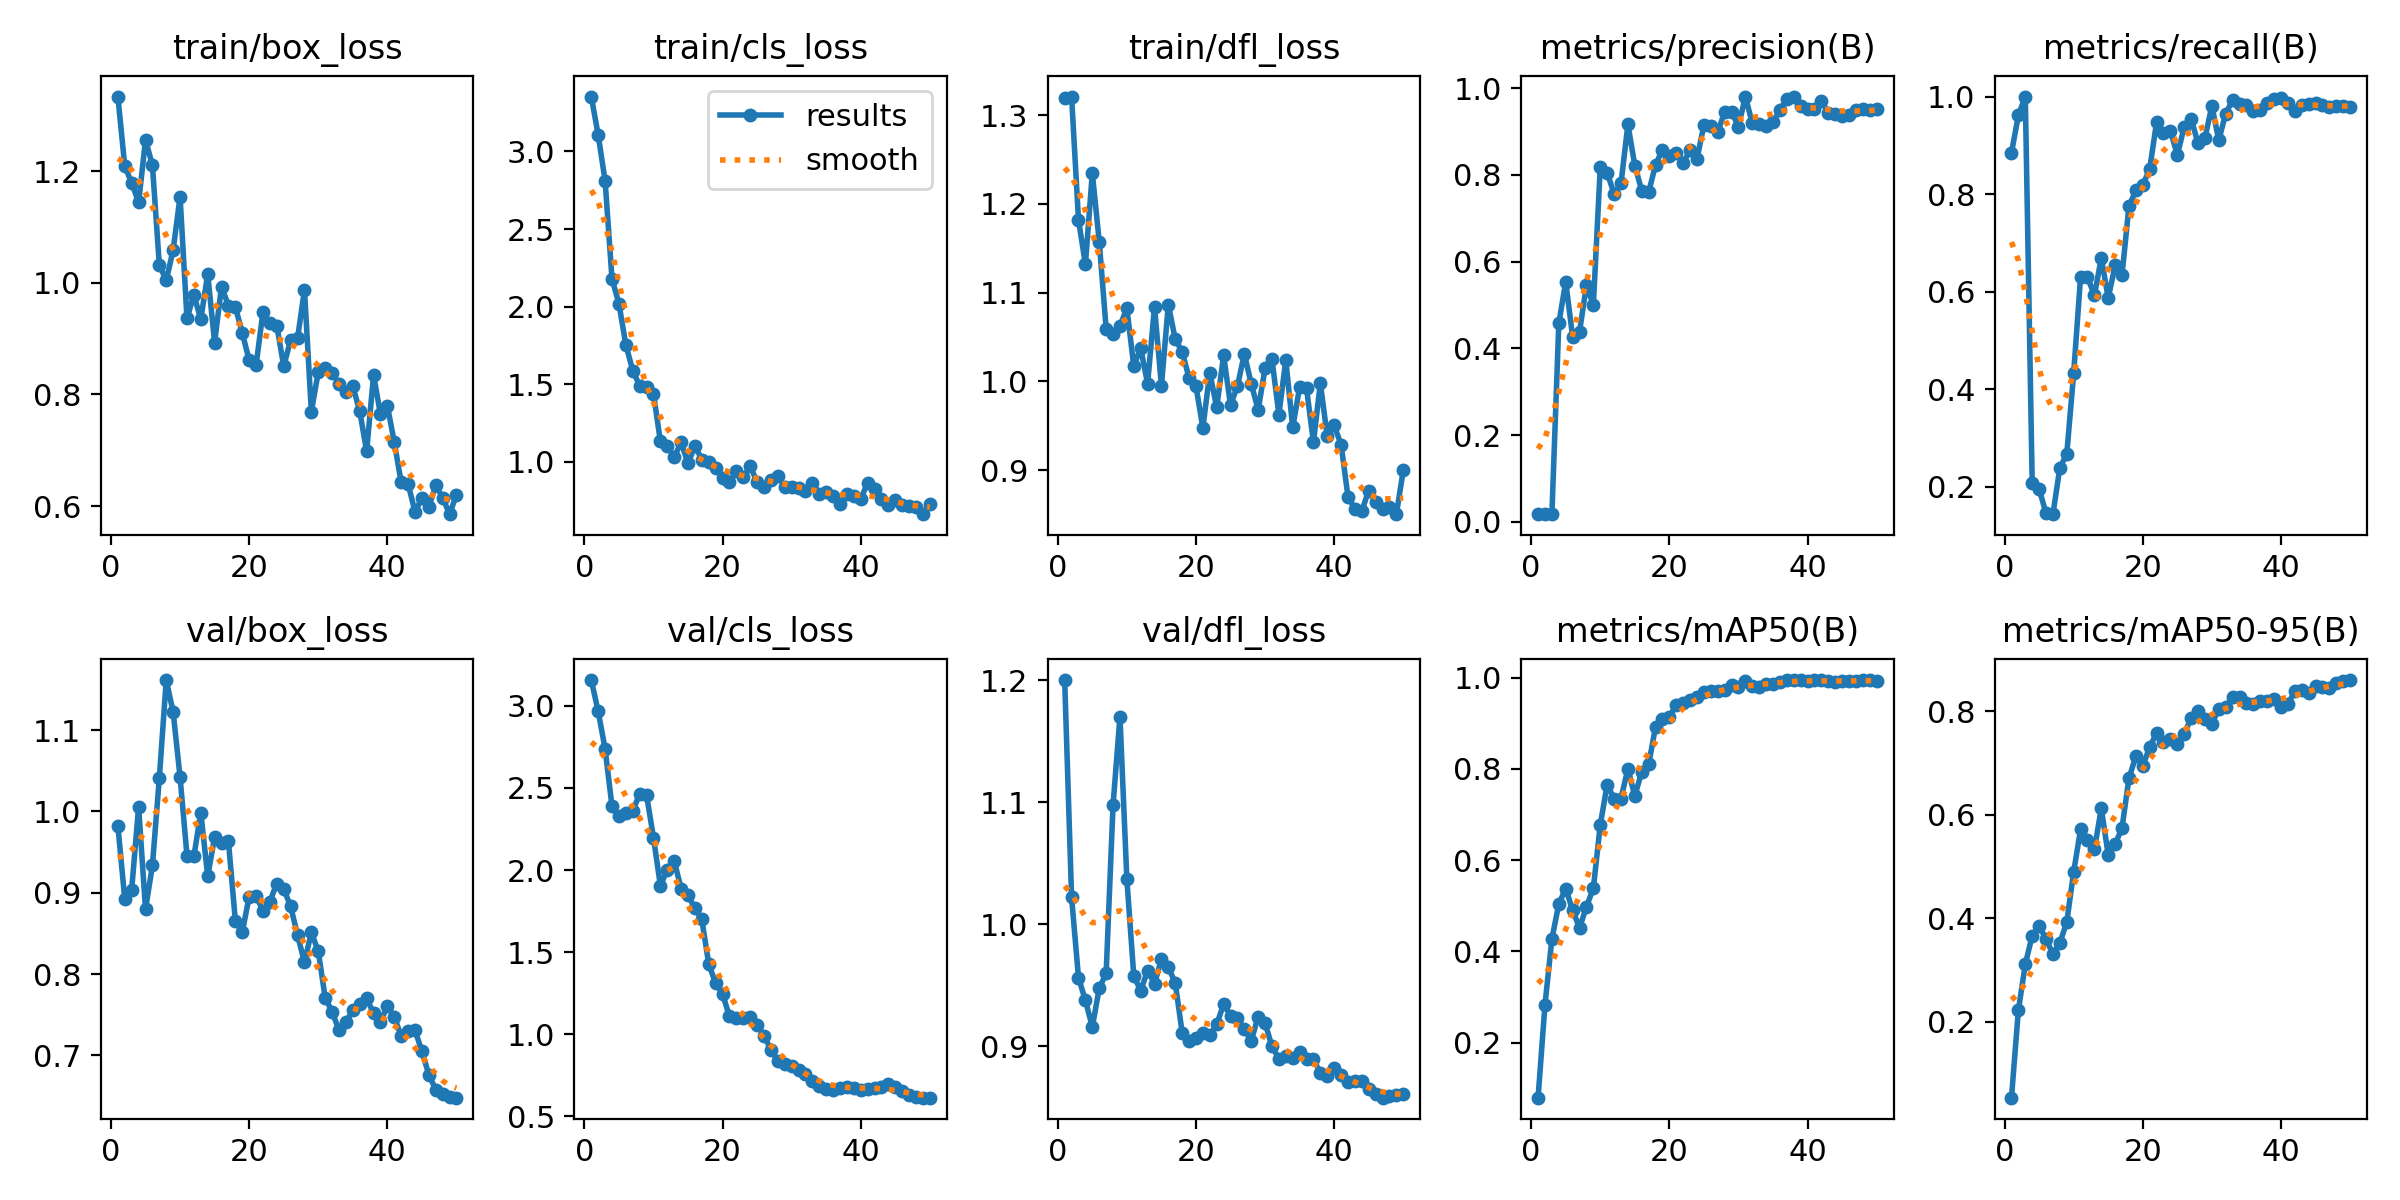 train/box_loss
1.2
1.0
0.8
0.6
0 20 40
train/cls_loss
results
smooth
3.0
2.5
2.0
1.5
1.0
0 20 40
train/dfl_loss
1.3
1.2
1.1
1.0
0.9
0 20 40
metrics/precision(B)
1.0
0.8
0.6
0.4
0.2
0.0
0 20 40
metrics/recall(B)
1.0
0.8
0.6
0.4
0.2
0 20 40
val/box_loss
1.1
1.0
0.9
0.8
0.7
0 20 40
val/cls_loss
3.0
2.5
2.0
1.5
1.0
0.5
0 20 40
val/dfl_loss
1.2
1.1
1.0
0.9
0 20 40
metrics/mAP50(B)
1.0
0.8
0.6
0.4
0.2
0 20 40
metrics/mAP50-95(B)
0.8
0.6
0.4
0.2
0 20 40